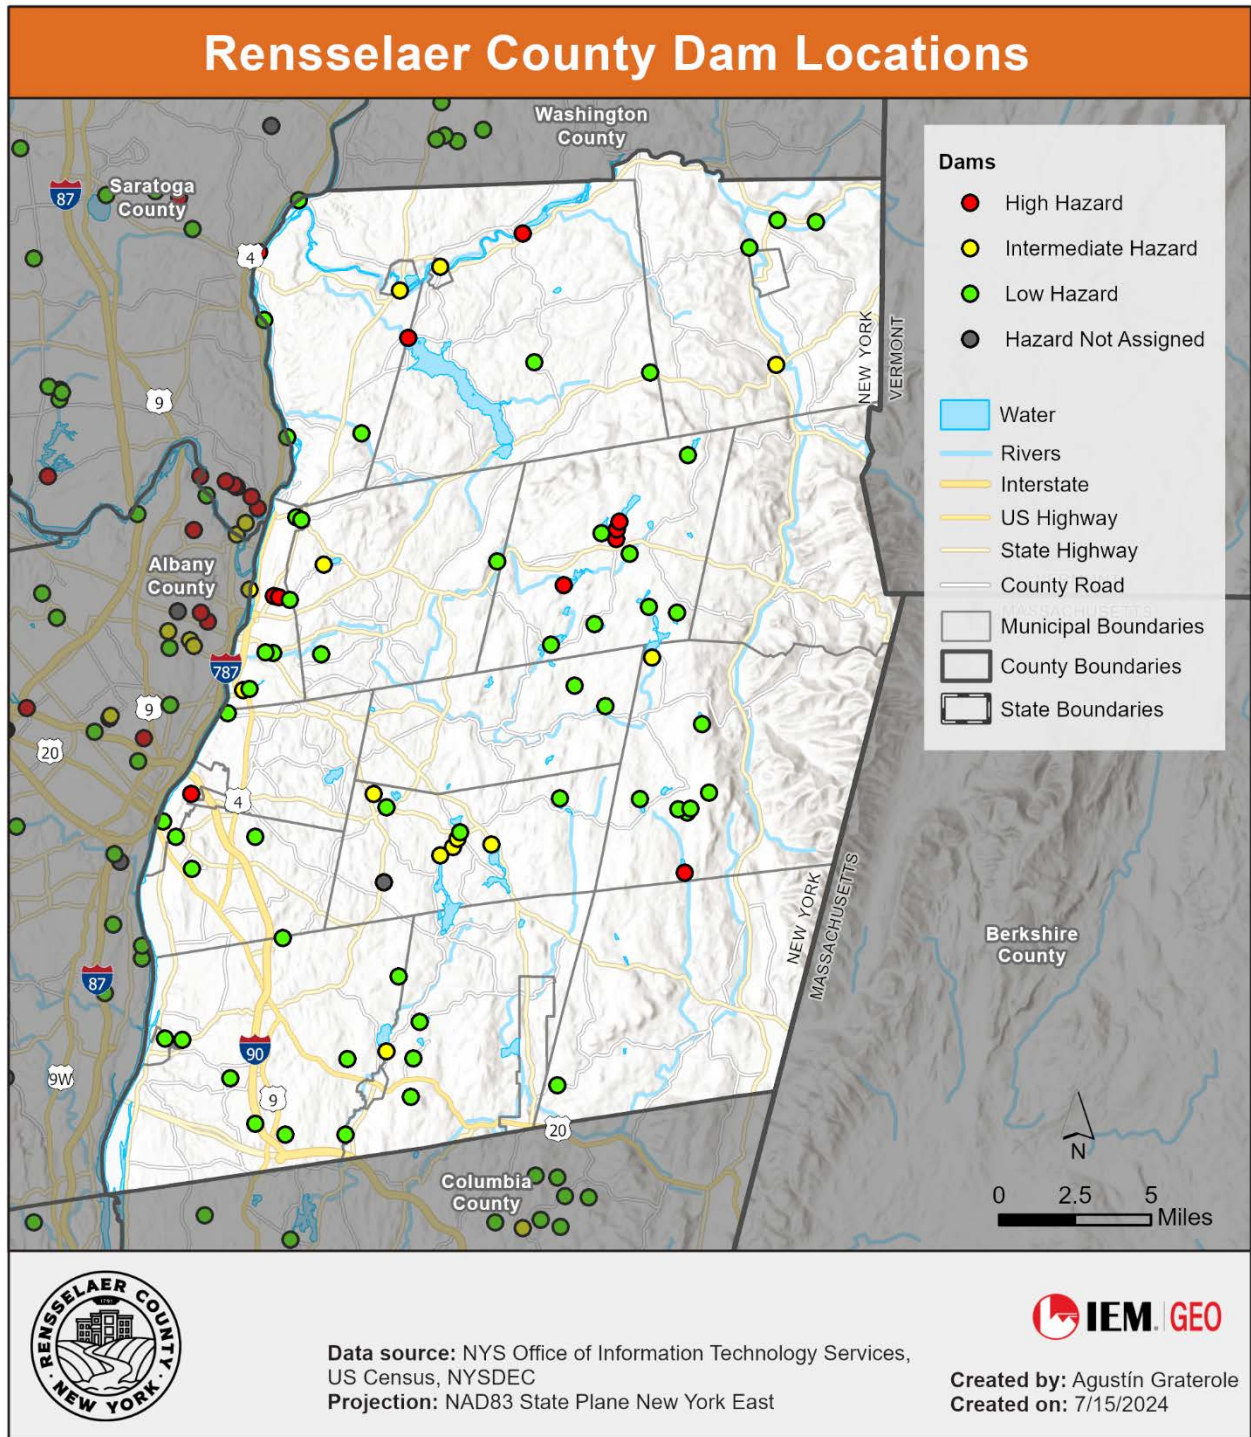 Rensselaer County Dam Locations
Washington
County
Saratoga
County
87
4
9
Albany
County
787
9
20
4
87
9W
90
9
20
Columbia
County
Berkshire
County
NEW YORK
VERMONT
NEW YORK
MASSACHUSETTS
MASSACHUSETTS
Dams
High Hazard
Intermediate Hazard
Low Hazard
Hazard Not Assigned
Water
Rivers
Interstate
US Highway
State Highway
County Road
Municipal Boundaries
County Boundaries
State Boundaries
N
0 2.5 5
Miles
RENSSELAER COUNTY
1791
NEW YORK
Data source: NYS Office of Information Technology Services,
US Census, NYSDEC
Projection: NAD83 State Plane New York East
IEM. GEO
Created by: Agustín Graterole
Created on: 7/15/2024